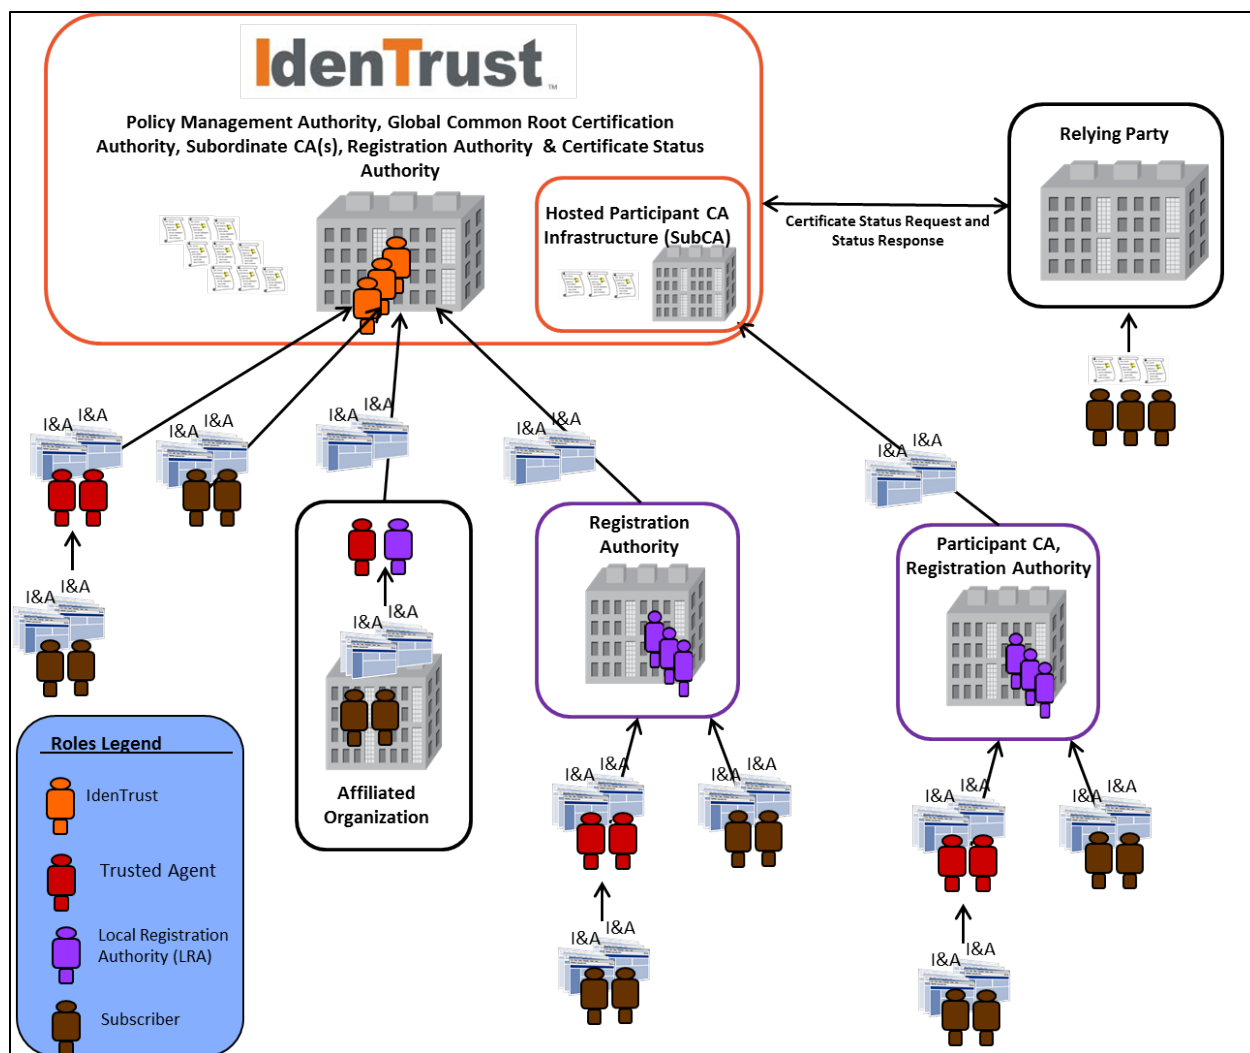 IdenTrust™
Policy Management Authority, Global Common Root Certification
Authority, Subordinate CA(s), Registration Authority & Certificate Status
Authority
Hosted Participant CA
Infrastructure (SubCA)
Relying Party
Certificate Status Request and
Status Response
I&A
I&A
I&A
I&A
I&A
I&A
I&A
I&A
I&A
I&A
I&A
I&A
Registration
Authority
Participant CA,
Registration Authority
I&A
I&A
Affiliated
Organization
I&A
I&A
I&A
I&A
I&A
I&A
I&A
I&A
I&A
I&A
I&A
I&A
Roles Legend
IdenTrust
Trusted Agent
Local Registration
Authority (LRA)
Subscriber